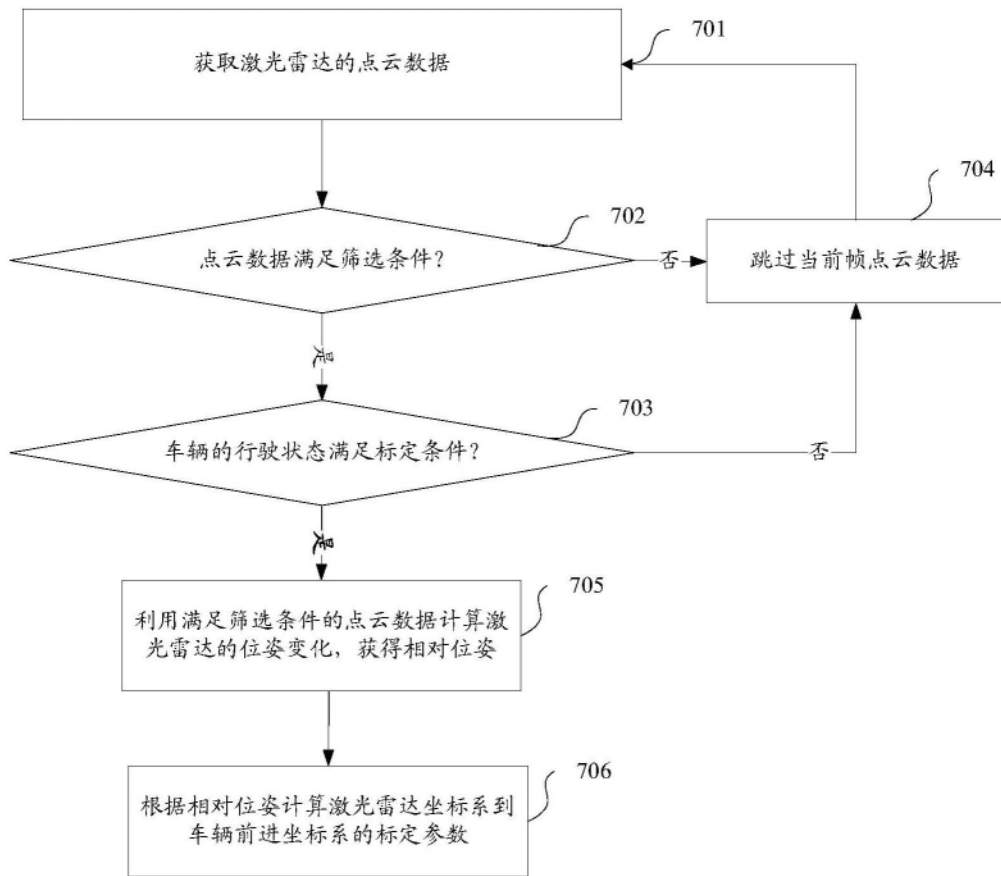 701
获取激光雷达的点云数据
704
702
点云数据满足筛选条件？
否
跳过当前帧点云数据
是
703
车辆的行驶状态满足标定条件？
否
是
705
利用满足筛选条件的点云数据计算激
光雷达的位姿变化，获得相对位姿
706
根据相对位姿计算激光雷达坐标系到
车辆前进坐标系的标定参数